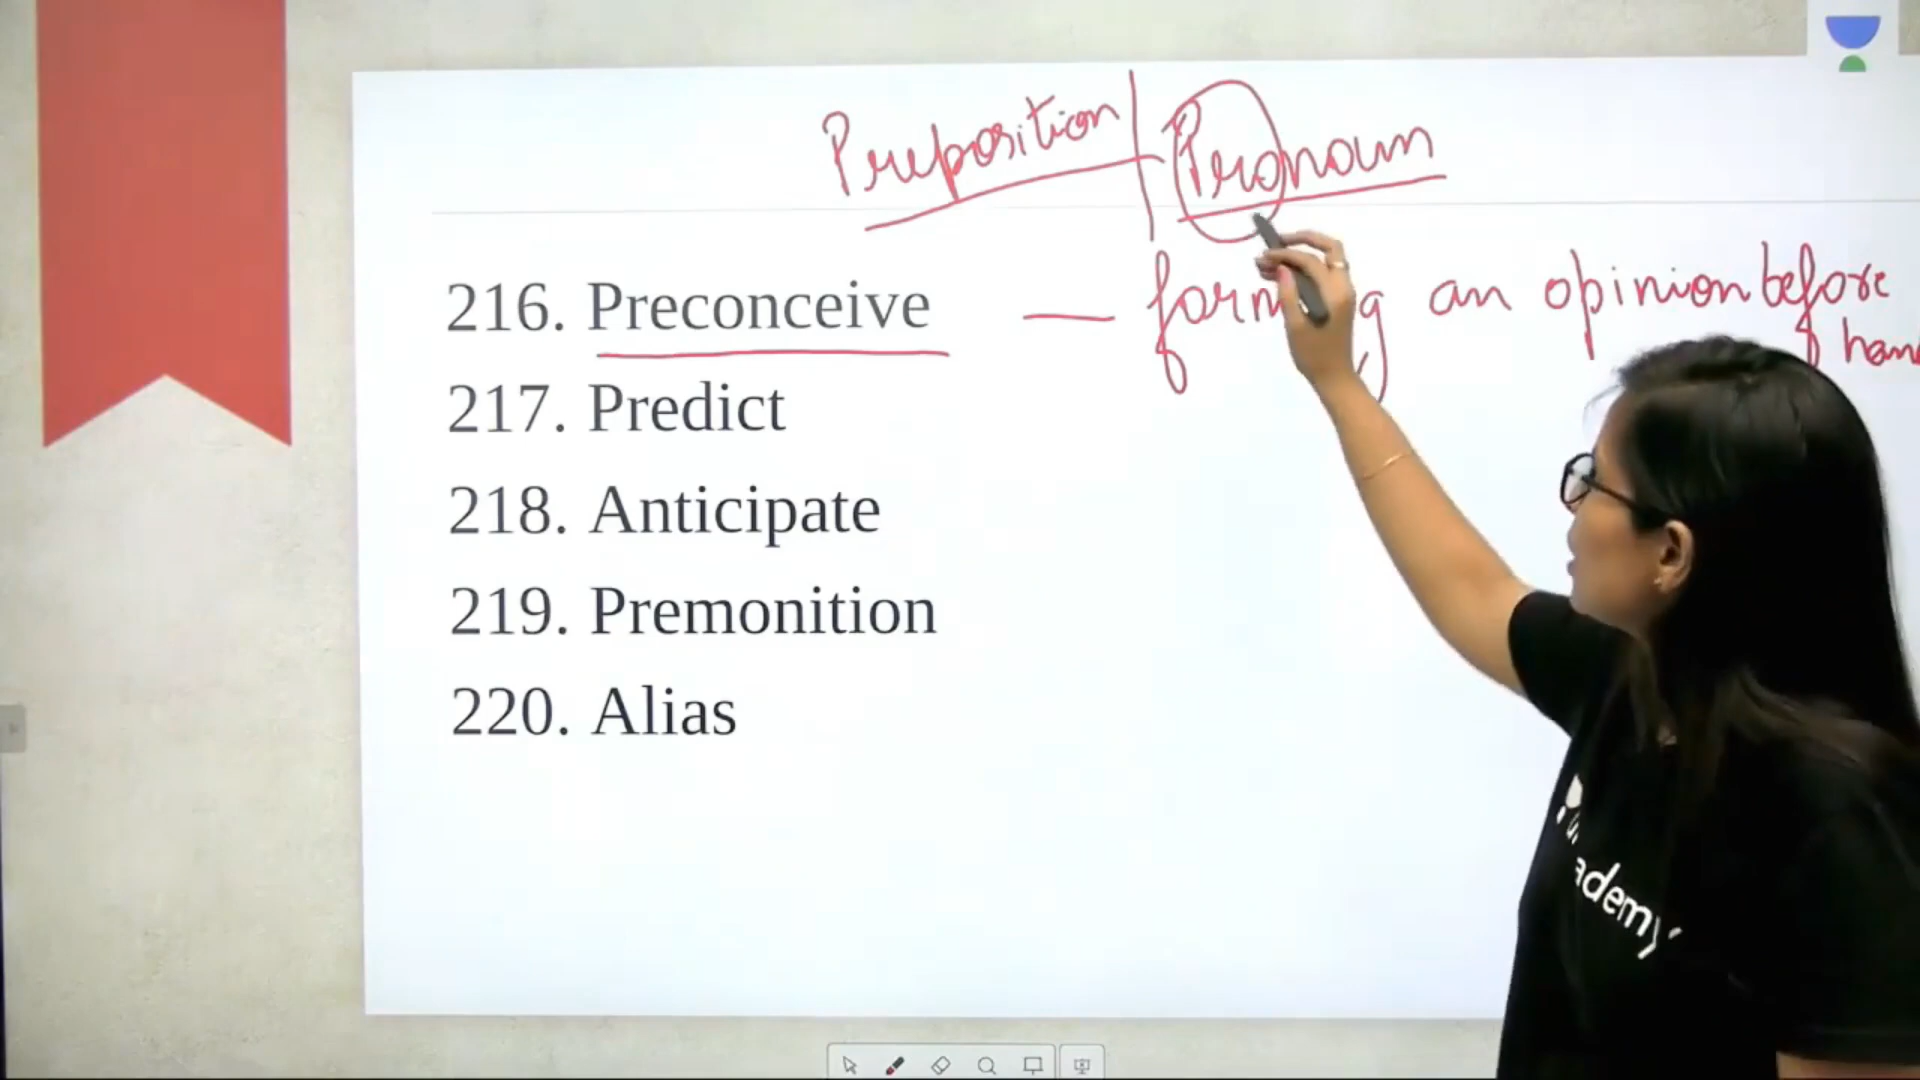 Preposition | Pronoun
216. Preconceive — forming an opinion before
217. Predict
218. Anticipate
219. Premonition
220. Alias